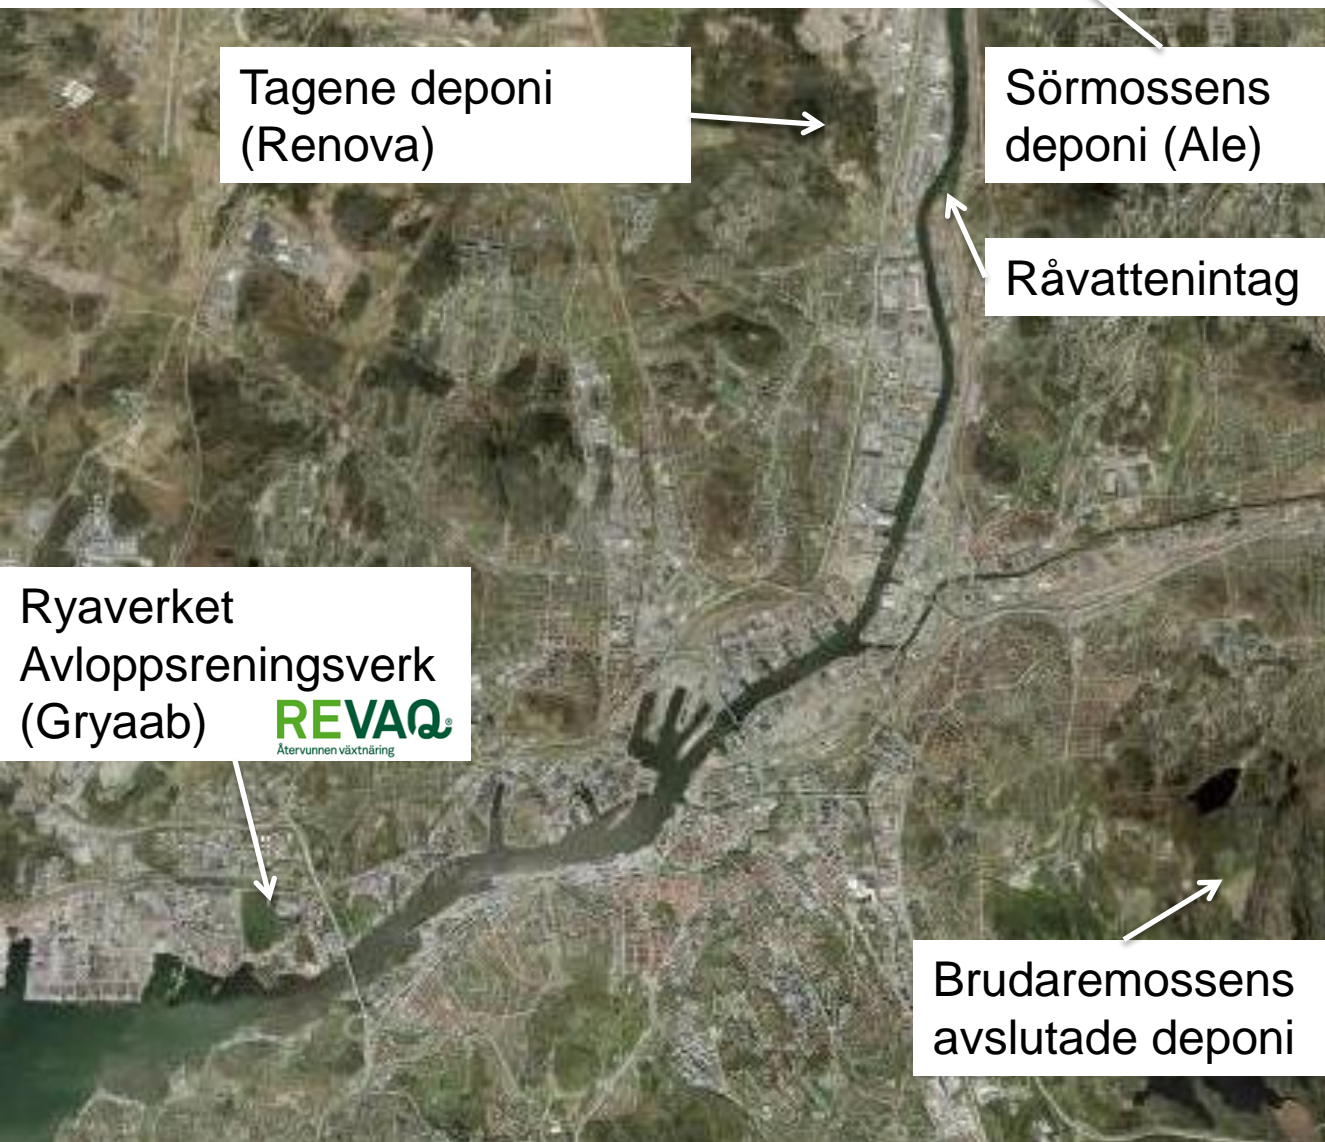 Tagene deponi
(Renova)
Sörmossens
deponi (Ale)
Råvattenintag
Ryaverket
Avloppsreningsverk
(Gryaab)
REVAQ®
Återvunnen växtnäring
Brudaremossens
avslutade deponi